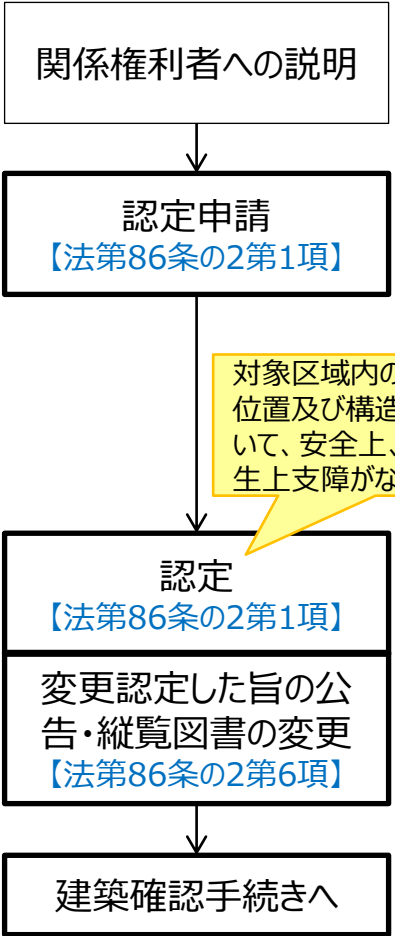 関係権利者への説明
認定申請
【法第86条の2第1項】
対象区域内の
位置及び構造
いて、安全上、
生上支障がな
認定
【法第86条の2第1項】
変更認定した旨の公
告・縦覧図書の変更
【法第86条の2第6項】
建築確認手続きへ